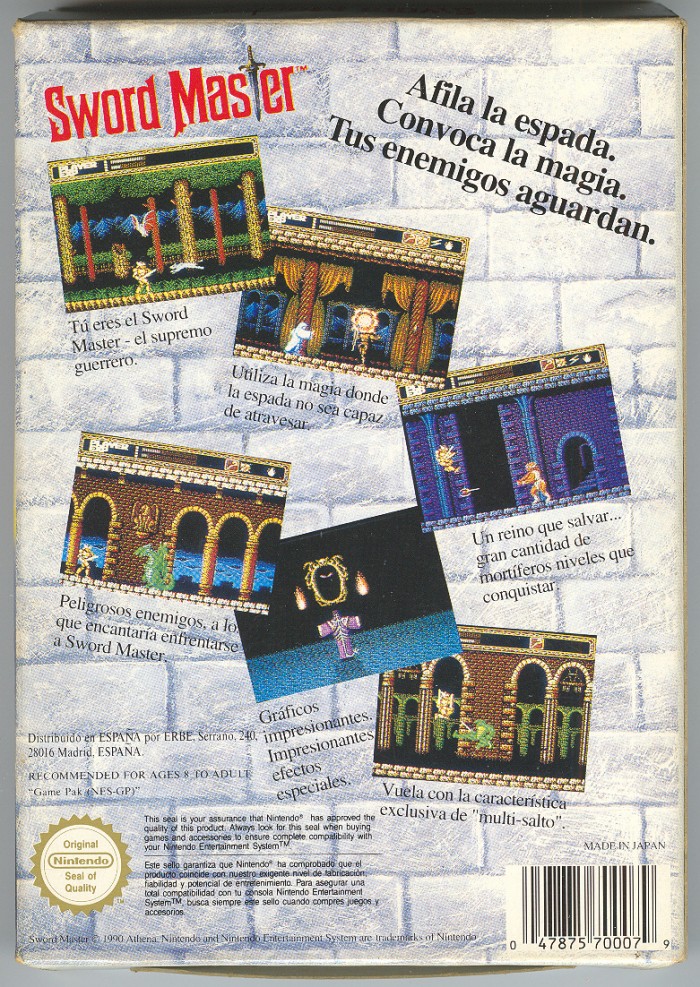 Sword Master™
Afila la espada.
Convoca la magia.
Tus enemigos aguardan.
Tú eres el Sword
Master - el supremo
guerrero.
Utiliza la magia donde
la espada no sea capaz
de atravesar.
Un reino que salvar...
gran cantidad de
mortíferos niveles que
conquistar.
Peligrosos enemigos, a los
que encantaría enfrentarse
a Sword Master.
Gráficos
impresionantes.
Impresionantes
efectos
especiales.
Vuela con la característica
exclusiva de "multi-salto".
Distribuido en ESPAÑA por ERBE, Serrano, 240,
28016 Madrid, ESPAÑA.
RECOMMENDED FOR AGES 8 TO ADULT
"Game Pak (NES-GP)"
Original
Nintendo
Seal of
Quality
TM
This seal is your assurance that Nintendo® has approved the
quality of this product. Always look for this seal when buying
games and accessories to ensure complete compatibility with
your Nintendo Entertainment System™
Este sello garantiza que Nintendo® ha comprobado que el
producto coincide con nuestro exigente nivel de fabricación,
fiabilidad y potencial de entretenimiento. Para asegurar una
total compatibilidad con tu consola Nintendo Entertainment
System™, busca siempre este sello cuando compres juegos y
accesorios.
MADE IN JAPAN
0 47875 70007 9
Sword Master © 1990 Athena. Nintendo and Nintendo Entertainment System are trademarks of Nintendo